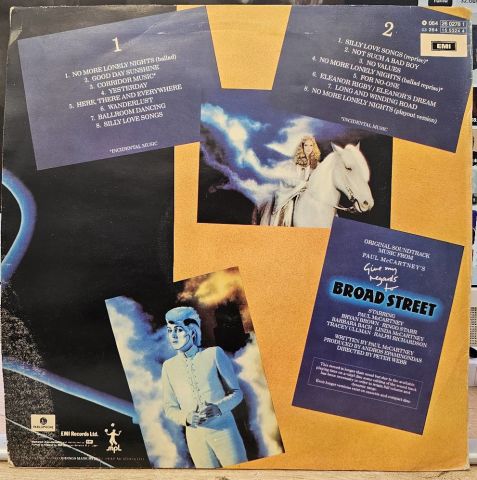 1
1. NO MORE LONELY NIGHTS (ballad)
2. GOOD DAY SUNSHINE
3. CORRIDOR MUSIC*
4. YESTERDAY
5. HERE, THERE AND EVERYWHERE
6. WANDERLUST
7. BALLROOM DANCING
8. SILLY LOVE SONGS
*INCIDENTAL MUSIC
2
1. SILLY LOVE SONGS (reprise)*
2. NOT SUCH A BAD BOY
3. NO VALUES
4. NO MORE LONELY NIGHTS (ballad reprise)*
5. FOR NO ONE
6. ELEANOR RIGBY/ELEANOR'S DREAM
7. LONG AND WINDING ROAD
8. NO MORE LONELY NIGHTS (playout version)
*INCIDENTAL MUSIC
EMI
ORIGINAL SOUNDTRACK
MUSIC FROM
PAUL McCARTNEY'S
Give my
regards
to
BROAD STREET
STARRING
PAUL McCARTNEY
BRYAN BROWN RINGO STARR
BARBARA BACH LINDA McCARTNEY
TRACEY ULLMAN RALPH RICHARDSON
WRITTEN BY PAUL McCARTNEY
PRODUCED BY ANDROS EPAMINONDAS
DIRECTED BY PETER WEBB
PARLOPHONE
EMI Records Ltd.
mpl